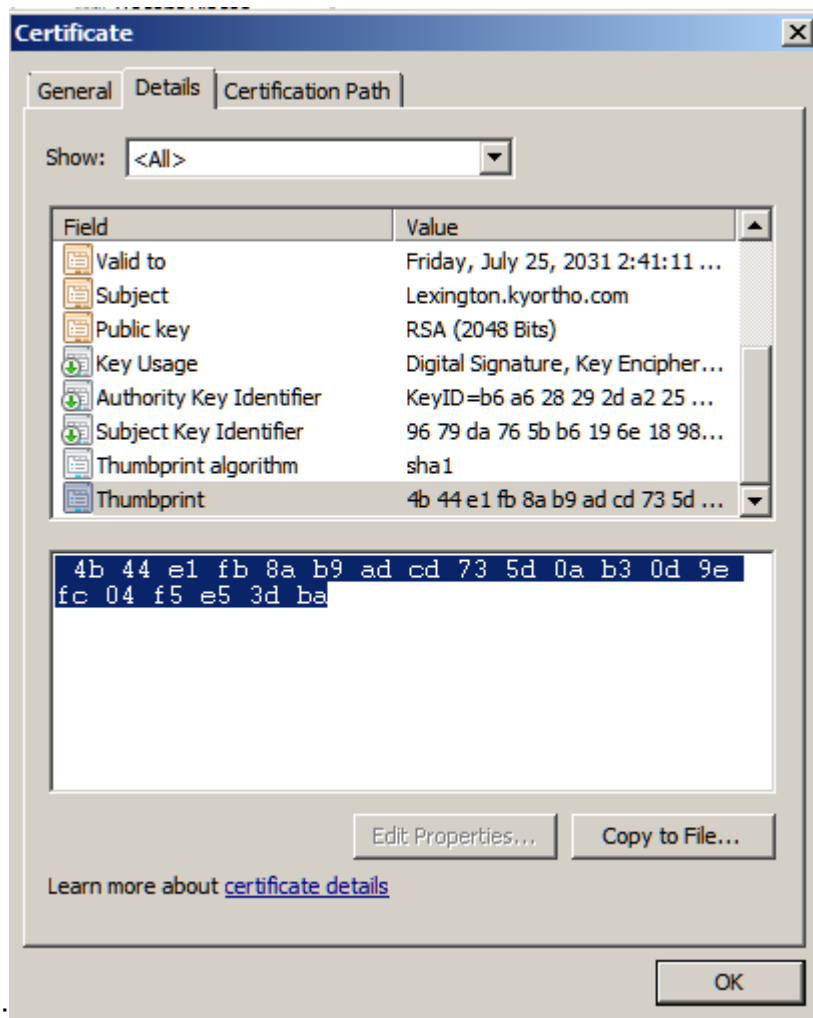 Certificate
General Details Certification Path
Show: <All>
Field Value
Valid to Friday, July 25, 2031 2:41:11 ...
Subject Lexington.kyortho.com
Public key RSA (2048 Bits)
Key Usage Digital Signature, Key Encipher...
Authority Key Identifier KeyID=b6 a6 28 29 2d a2 25 ...
Subject Key Identifier 96 79 da 76 5b b6 19 6e 18 98...
Thumbprint algorithm sha1
Thumbprint 4b 44 e1 fb 8a b9 ad cd 73 5d ...
4b 44 e1 fb 8a b9 ad cd 73 5d 0a b3 0d 9e
fc 04 f5 e5 3d ba
Edit Properties... Copy to File...
Learn more about certificate details
OK
.